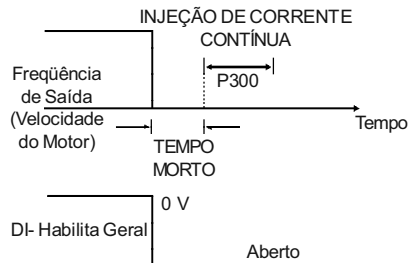 INJEÇÃO DE CORRENTE
CONTÍNUA
P300
Freqüência
de Saída
(Velocidade
do Motor)
Tempo
TEMPO
MORTO
0 V
DI- Habilita Geral
Aberto